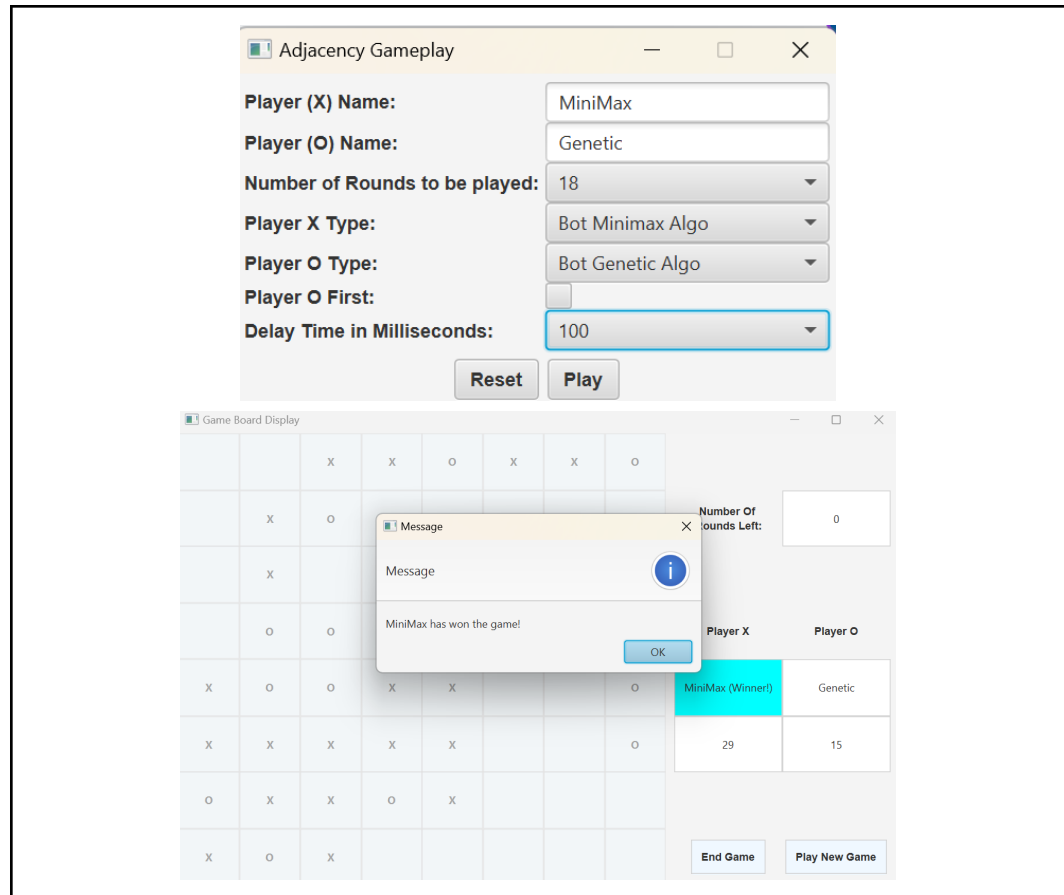 Adjacency Gameplay
Player (X) Name: MiniMax
Player (O) Name: Genetic
Number of Rounds to be played: 18
Player X Type: Bot Minimax Algo
Player O Type: Bot Genetic Algo
Player O First:
Delay Time in Milliseconds: 100
Reset Play
Game Board Display
X X O X X O
X O
Number Of
ounds Left:
0
Message
X
Message
MiniMax has won the game!
OK
O O
Player X Player O
X O O X X O
MiniMax (Winner!) Genetic
X X X X X O
29 15
O X X O X
X O X
End Game Play New Game